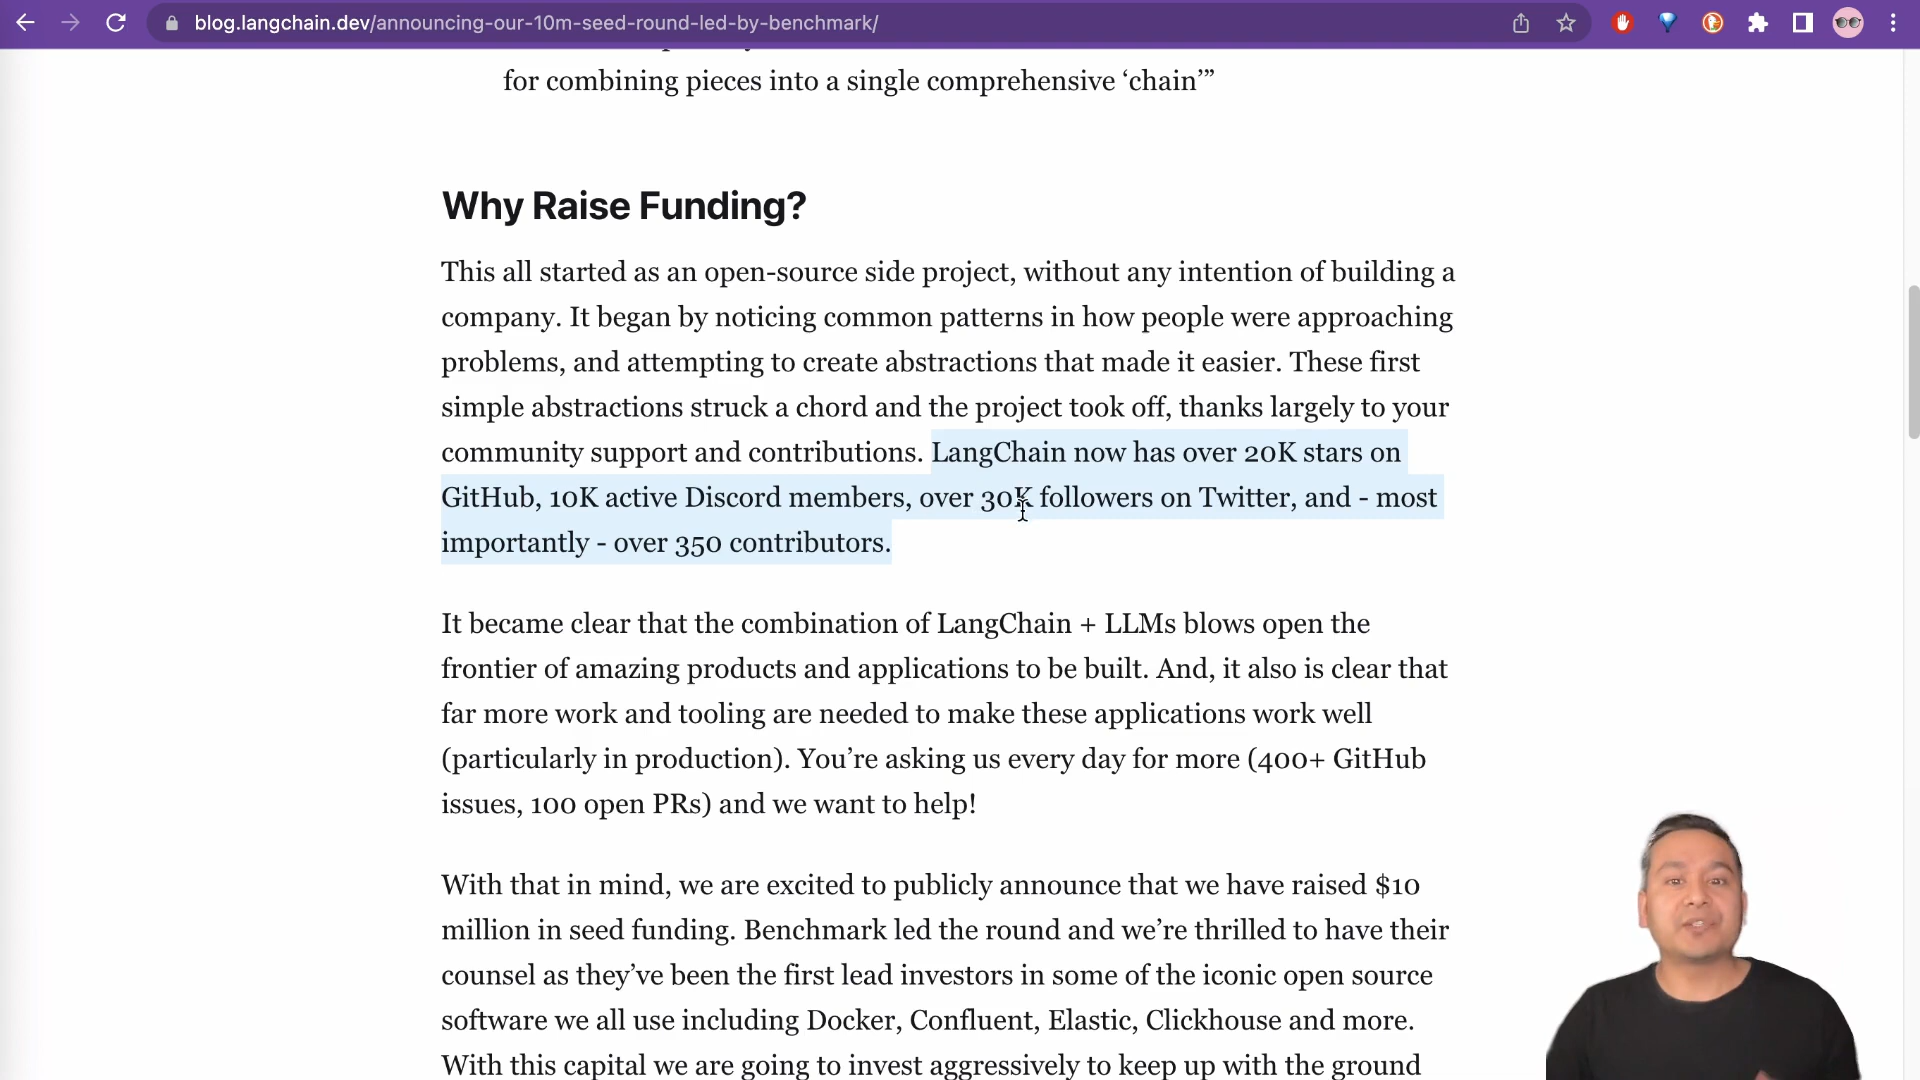 blog.langchain.dev/announcing-our-10m-seed-round-led-by-benchmark/
for combining pieces into a single comprehensive ‘chain’”
Why Raise Funding?
This all started as an open-source side project, without any intention of building a
company. It began by noticing common patterns in how people were approaching
problems, and attempting to create abstractions that made it easier. These first
simple abstractions struck a chord and the project took off, thanks largely to your
community support and contributions. LangChain now has over 20K stars on
GitHub, 10K active Discord members, over 30K followers on Twitter, and - most
importantly - over 350 contributors.
It became clear that the combination of LangChain + LLMs blows open the
frontier of amazing products and applications to be built. And, it also is clear that
far more work and tooling are needed to make these applications work well
(particularly in production). You’re asking us every day for more (400+ GitHub
issues, 100 open PRs) and we want to help!
With that in mind, we are excited to publicly announce that we have raised $10
million in seed funding. Benchmark led the round and we’re thrilled to have their
counsel as they’ve been the first lead investors in some of the iconic open source
software we all use including Docker, Confluent, Elastic, Clickhouse and more.
With this capital we are going to invest aggressively to keep up with the ground